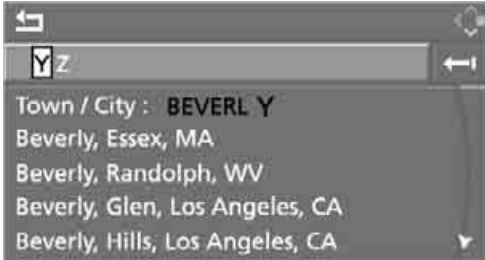 Y Z
Town / City : BEVERL Y
Beverly, Essex, MA
Beverly, Randolph, WV
Beverly, Glen, Los Angeles, CA
Beverly, Hills, Los Angeles, CA